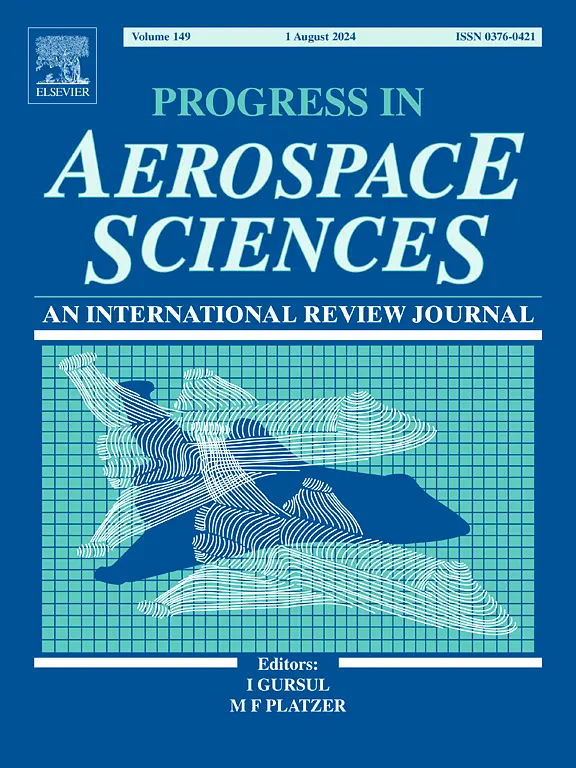 Volume 149 1 August 2024 ISSN 0376-0421
ELSEVIER
PROGRESS IN
AEROSPACE
SCIENCES
AN INTERNATIONAL REVIEW JOURNAL
Editors:
I GURSUL
M F PLATZER